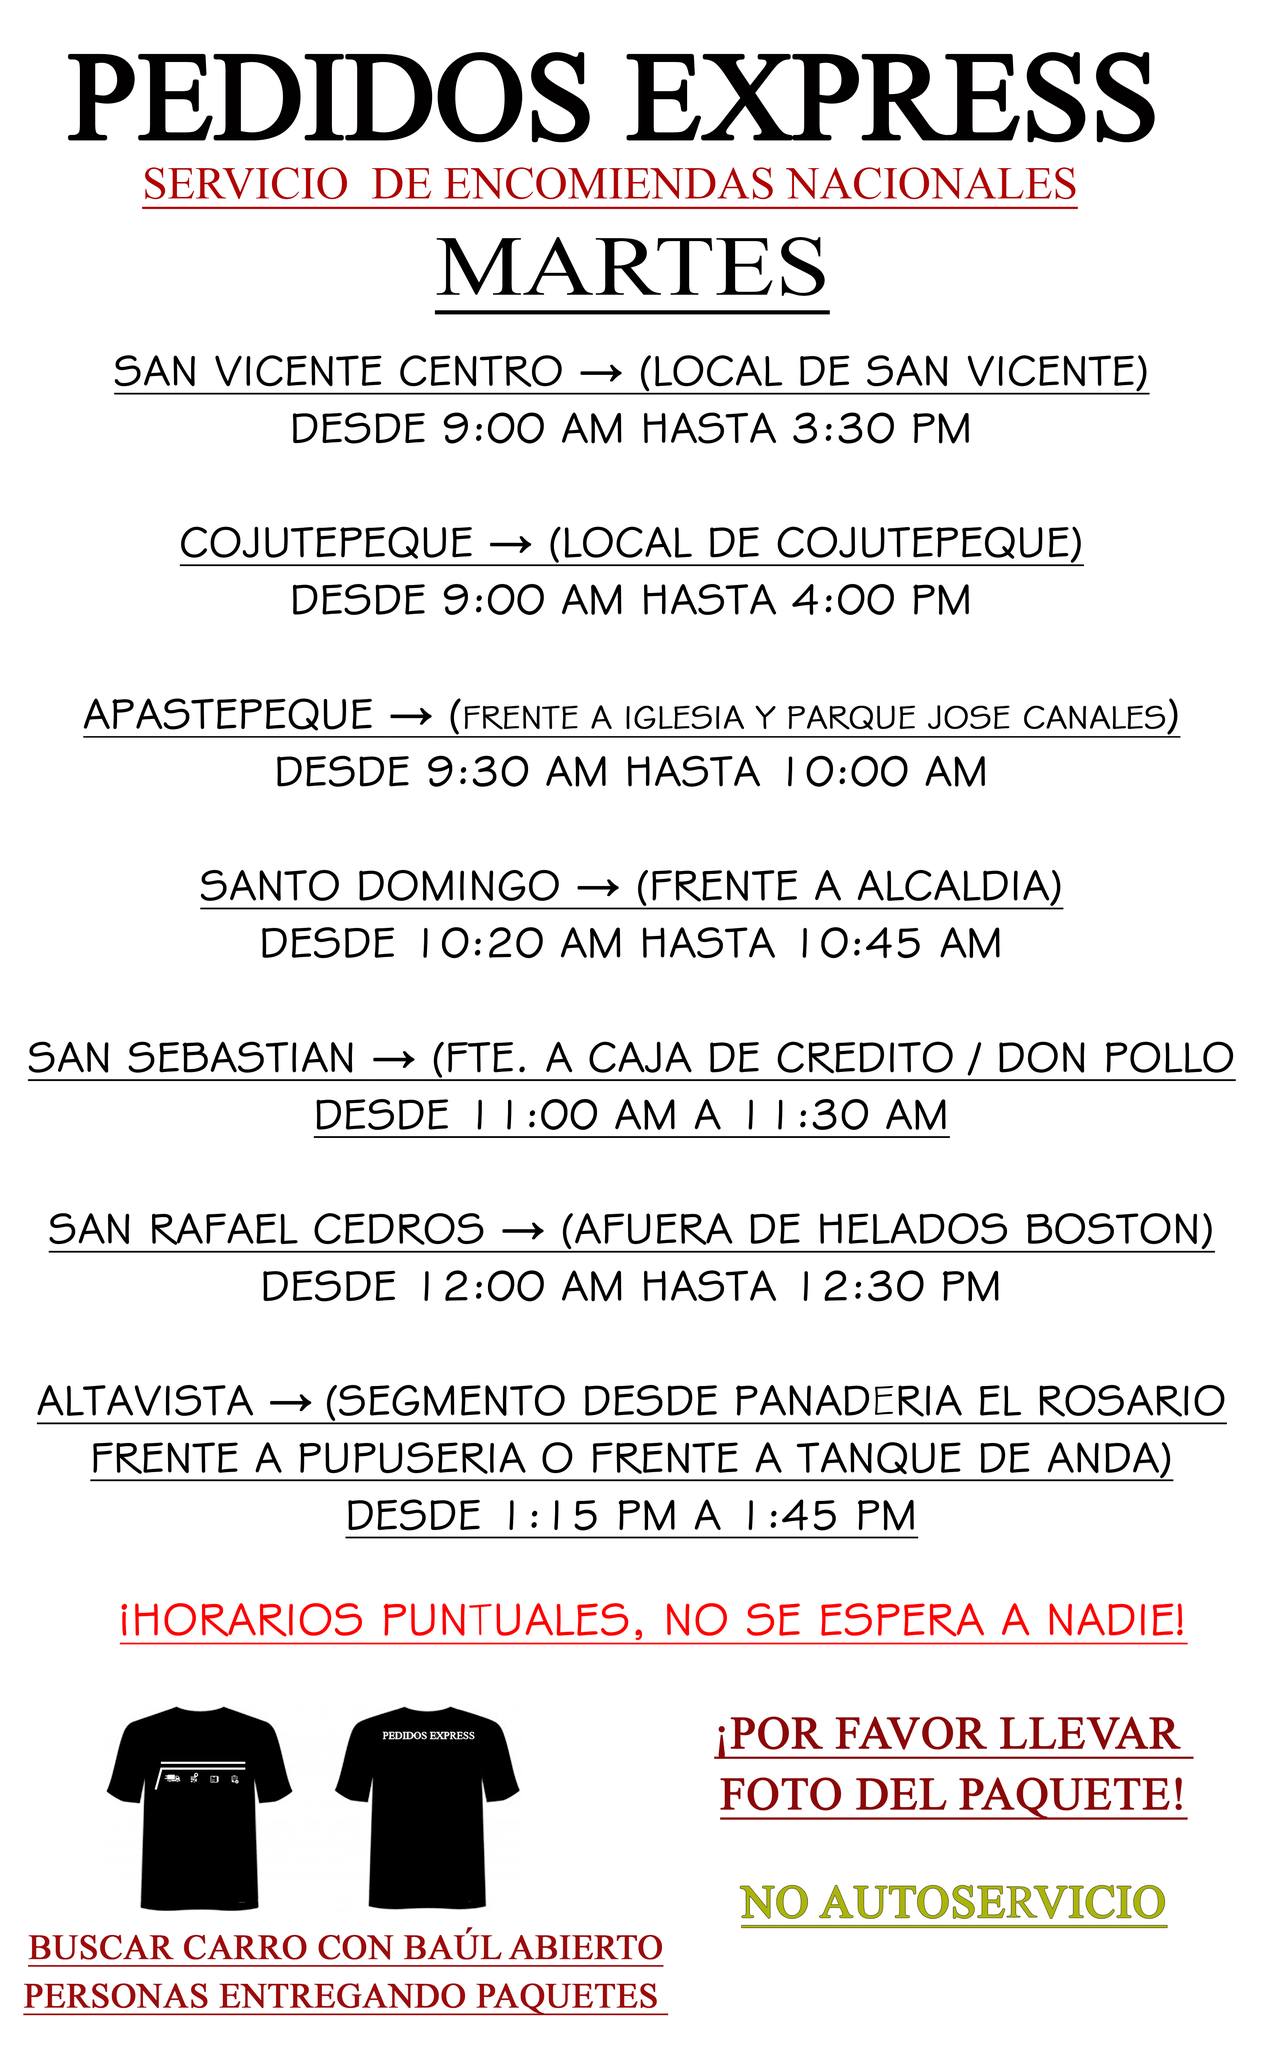 PEDIDOS EXPRESS
SERVICIO DE ENCOMIENDAS NACIONALES
MARTES
SAN VICENTE CENTRO → (LOCAL DE SAN VICENTE)
DESDE 9:00 AM HASTA 3:30 PM
COJUTEPEQUE → (LOCAL DE COJUTEPEQUE)
DESDE 9:00 AM HASTA 4:00 PM
APASTEPEQUE → (FRENTE A IGLESIA Y PARQUE JOSE CANALES)
DESDE 9:30 AM HASTA 10:00 AM
SANTO DOMINGO → (FRENTE A ALCALDIA)
DESDE 10:20 AM HASTA 10:45 AM
SAN SEBASTIAN → (FTE. A CAJA DE CREDITO / DON POLLO
DESDE 11:00 AM A 11:30 AM
SAN RAFAEL CEDROS → (AFUERA DE HELADOS BOSTON)
DESDE 12:00 AM HASTA 12:30 PM
ALTAVISTA → (SEGMENTO DESDE PANADERIA EL ROSARIO
FRENTE A PUPUSERIA O FRENTE A TANQUE DE ANDA)
DESDE 1:15 PM A 1:45 PM
¡HORARIOS PUNTUALES, NO SE ESPERA A NADIE!
PEDIDOS EXPRESS
BUSCAR CARRO CON BAÚL ABIERTO
PERSONAS ENTREGANDO PAQUETES
¡POR FAVOR LLEVAR
FOTO DEL PAQUETE!
NO AUTOSERVICIO